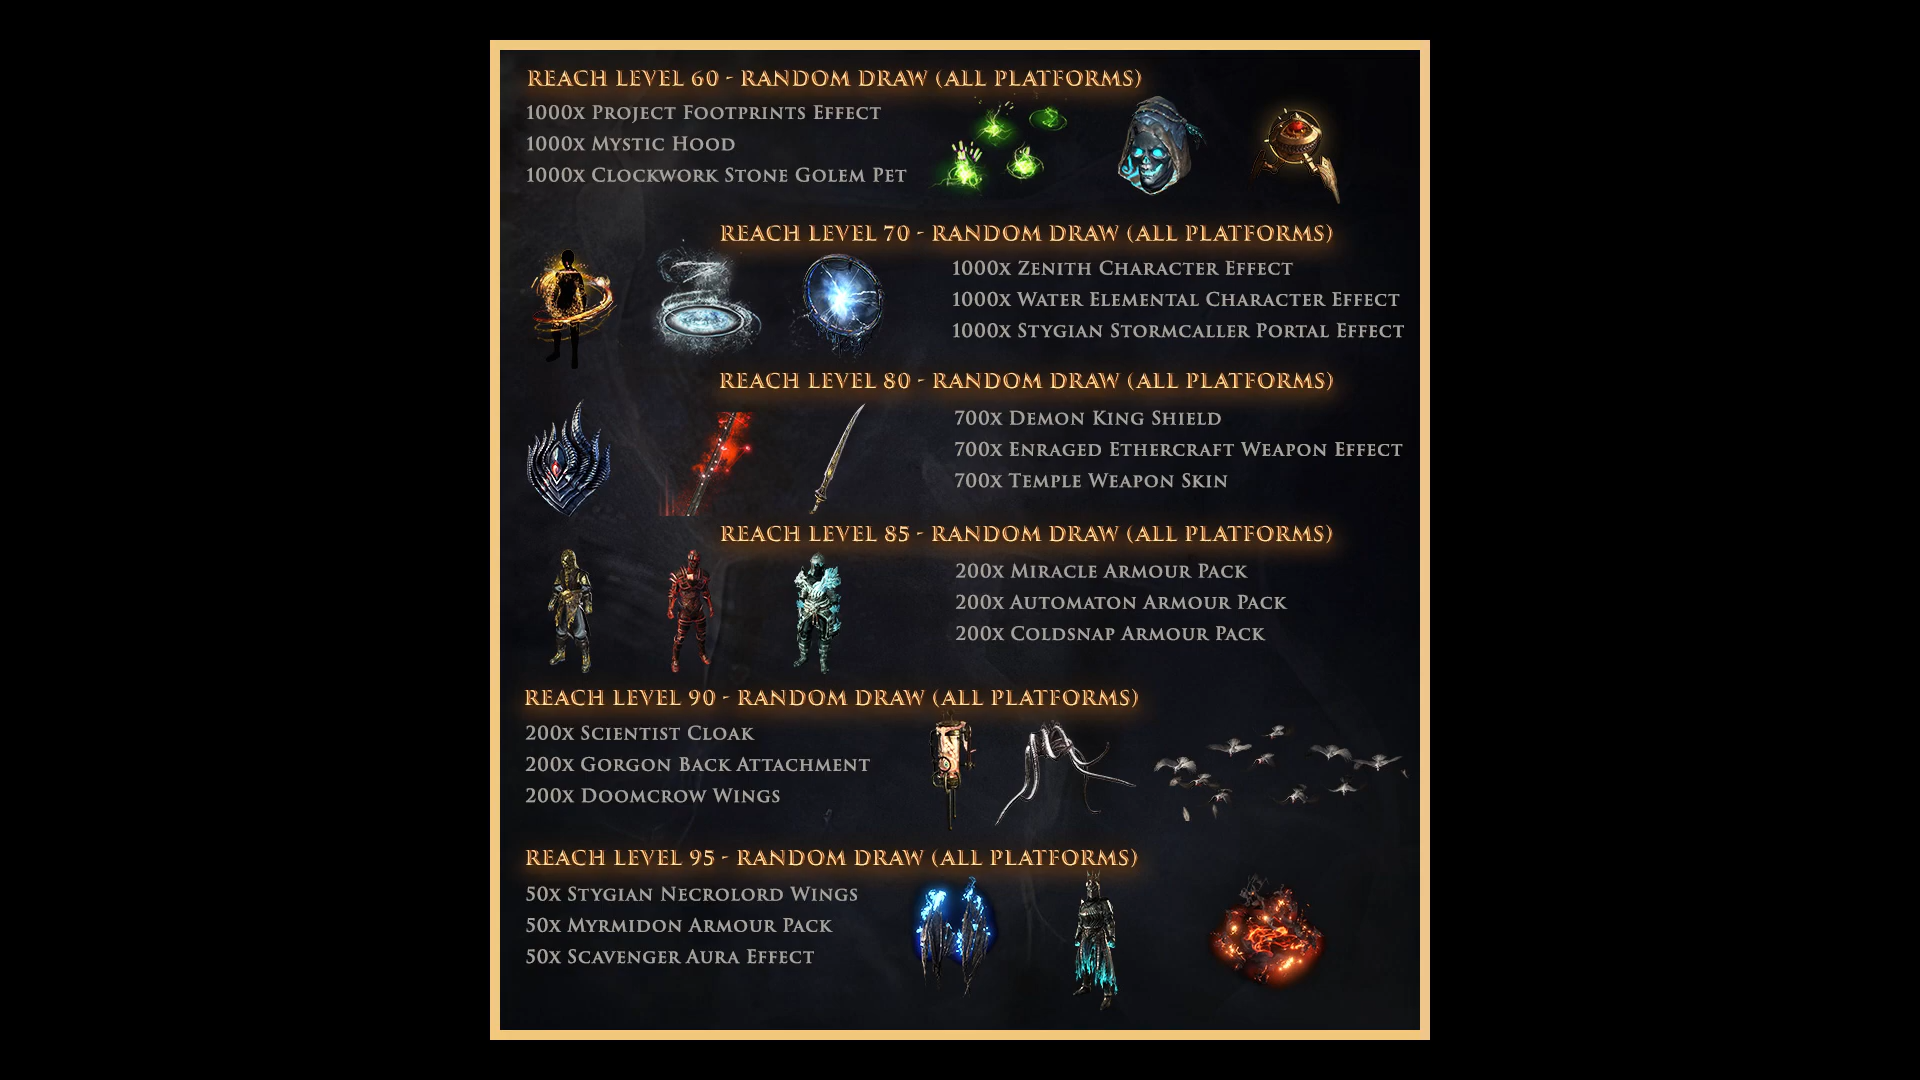 REACH LEVEL 60 - RANDOM DRAW (ALL PLATFORMS)
1000x Project Footprints Effect
1000x Mystic Hood
1000x Clockwork Stone Golem Pet
REACH LEVEL 70 - RANDOM DRAW (ALL PLATFORMS)
1000x Zenith Character Effect
1000x Water Elemental Character Effect
1000x Stygian Stormcaller Portal Effect
REACH LEVEL 80 - RANDOM DRAW (ALL PLATFORMS)
700x Demon King Shield
700x Enraged Ethercraft Weapon Effect
700x Temple Weapon Skin
REACH LEVEL 85 - RANDOM DRAW (ALL PLATFORMS)
200x Miracle Armour Pack
200x Automaton Armour Pack
200x Coldsnap Armour Pack
REACH LEVEL 90 - RANDOM DRAW (ALL PLATFORMS)
200x Scientist Cloak
200x Gorgon Back Attachment
200x Doomcrow Wings
REACH LEVEL 95 - RANDOM DRAW (ALL PLATFORMS)
50x Stygian Necrolord Wings
50x Myrmidon Armour Pack
50x Scavenger Aura Effect